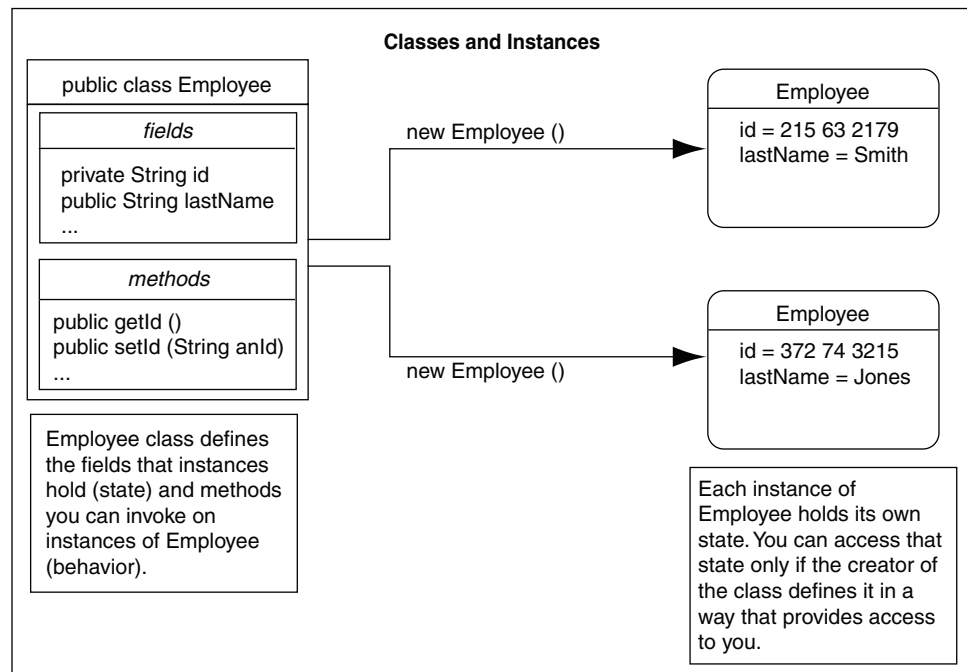 Classes and Instances
public class Employee
fields
private String id
public String lastName
...
methods
public getId ()
public setId (String anId)
...
Employee class defines
the fields that instances
hold (state) and methods
you can invoke on
instances of Employee
(behavior).
new Employee ()
new Employee ()
Employee
id = 215 63 2179
lastName = Smith
Employee
id = 372 74 3215
lastName = Jones
Each instance of
Employee holds its own
state. You can access that
state only if the creator of
the class defines it in a
way that provides access
to you.